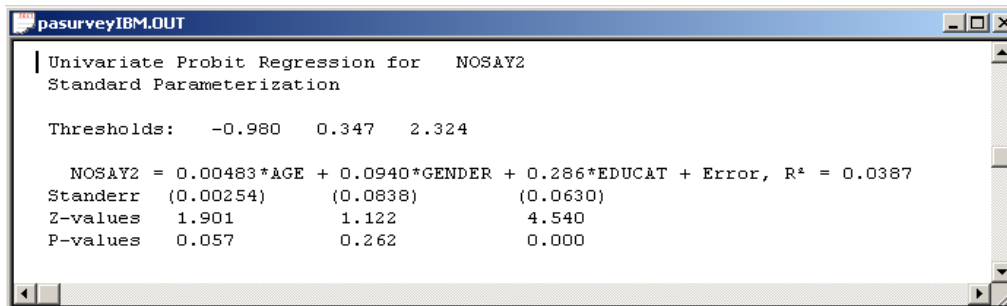 pasurveyIBM.OUT
Univariate Probit Regression for NOSAY2
Standard Parameterization
Thresholds: -0.980 0.347 2.324
NOSAY2 = 0.00483*AGE + 0.0940*GENDER + 0.286*EDUCAT + Error, R² = 0.0387
Standerr (0.00254) (0.0838) (0.0630)
Z-values 1.901 1.122 4.540
P-values 0.057 0.262 0.000